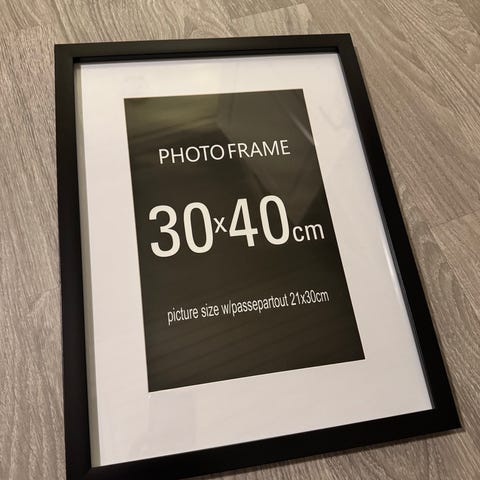 PHOTO FRAME
30x40cm
picture size w/passepartout 21x30cm